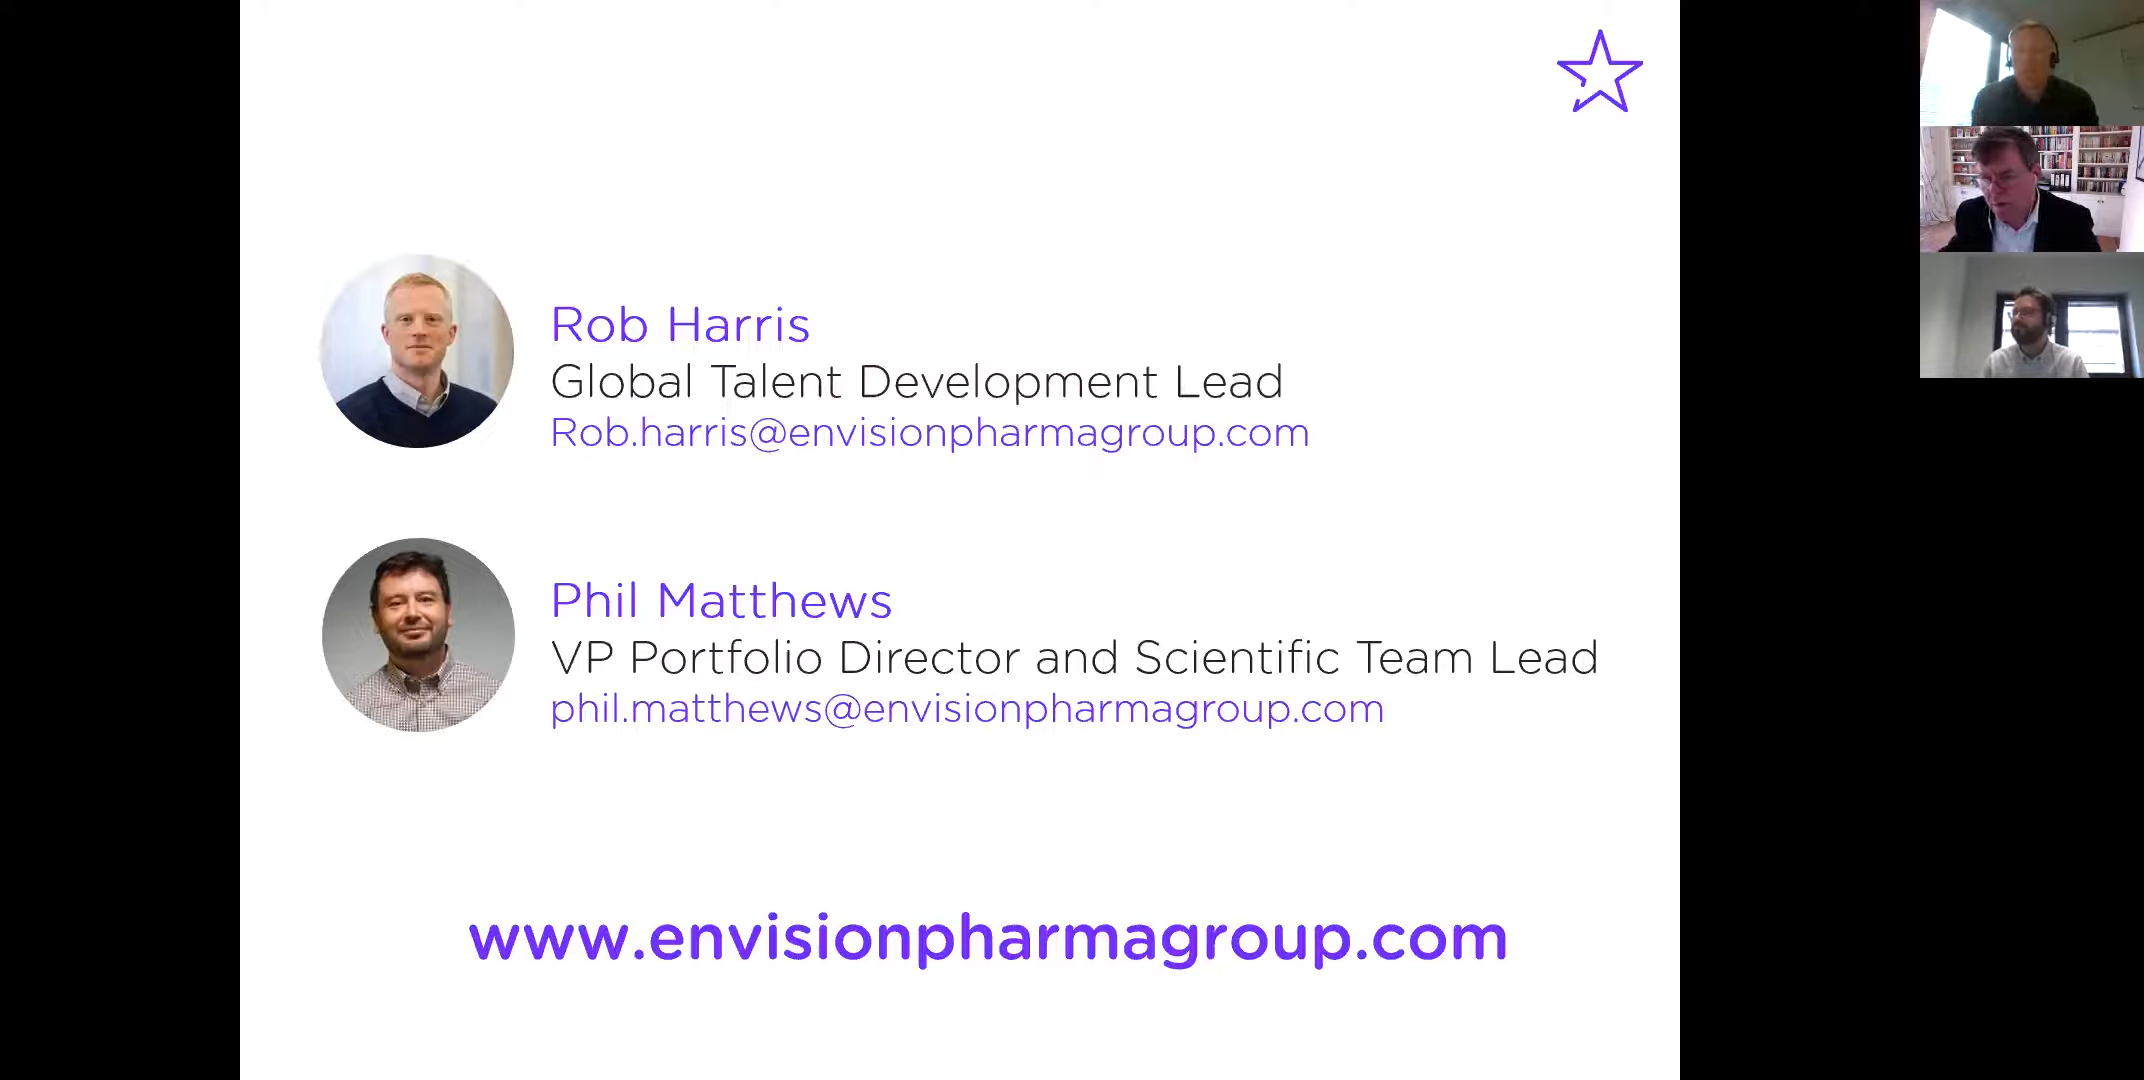 Rob Harris
Global Talent Development Lead
Rob.harris@envisionpharmagroup.com
Phil Matthews
VP Portfolio Director and Scientific Team Lead
phil.matthews@envisionpharmagroup.com
www.envisionpharmagroup.com